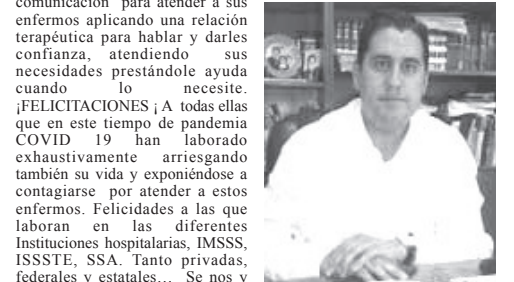 comunicación para atender a sus
enfermos aplicando una relación
terapéutica para hablar y darles
confianza, atendiendo sus
necesidades prestándole ayuda
cuando lo necesite.
¡FELICITACIONES ¡ A todas ellas
que en este tiempo de pandemia
COVID 19 han laborado
exhaustivamente arriesgando
también su vida y exponiéndose a
contagiarse por atender a estos
enfermos. Felicidades a las que
laboran en las diferentes
Instituciones hospitalarias, IMSSS,
ISSSTE, SSA. Tanto privadas,
federales y estatales… Se nos y